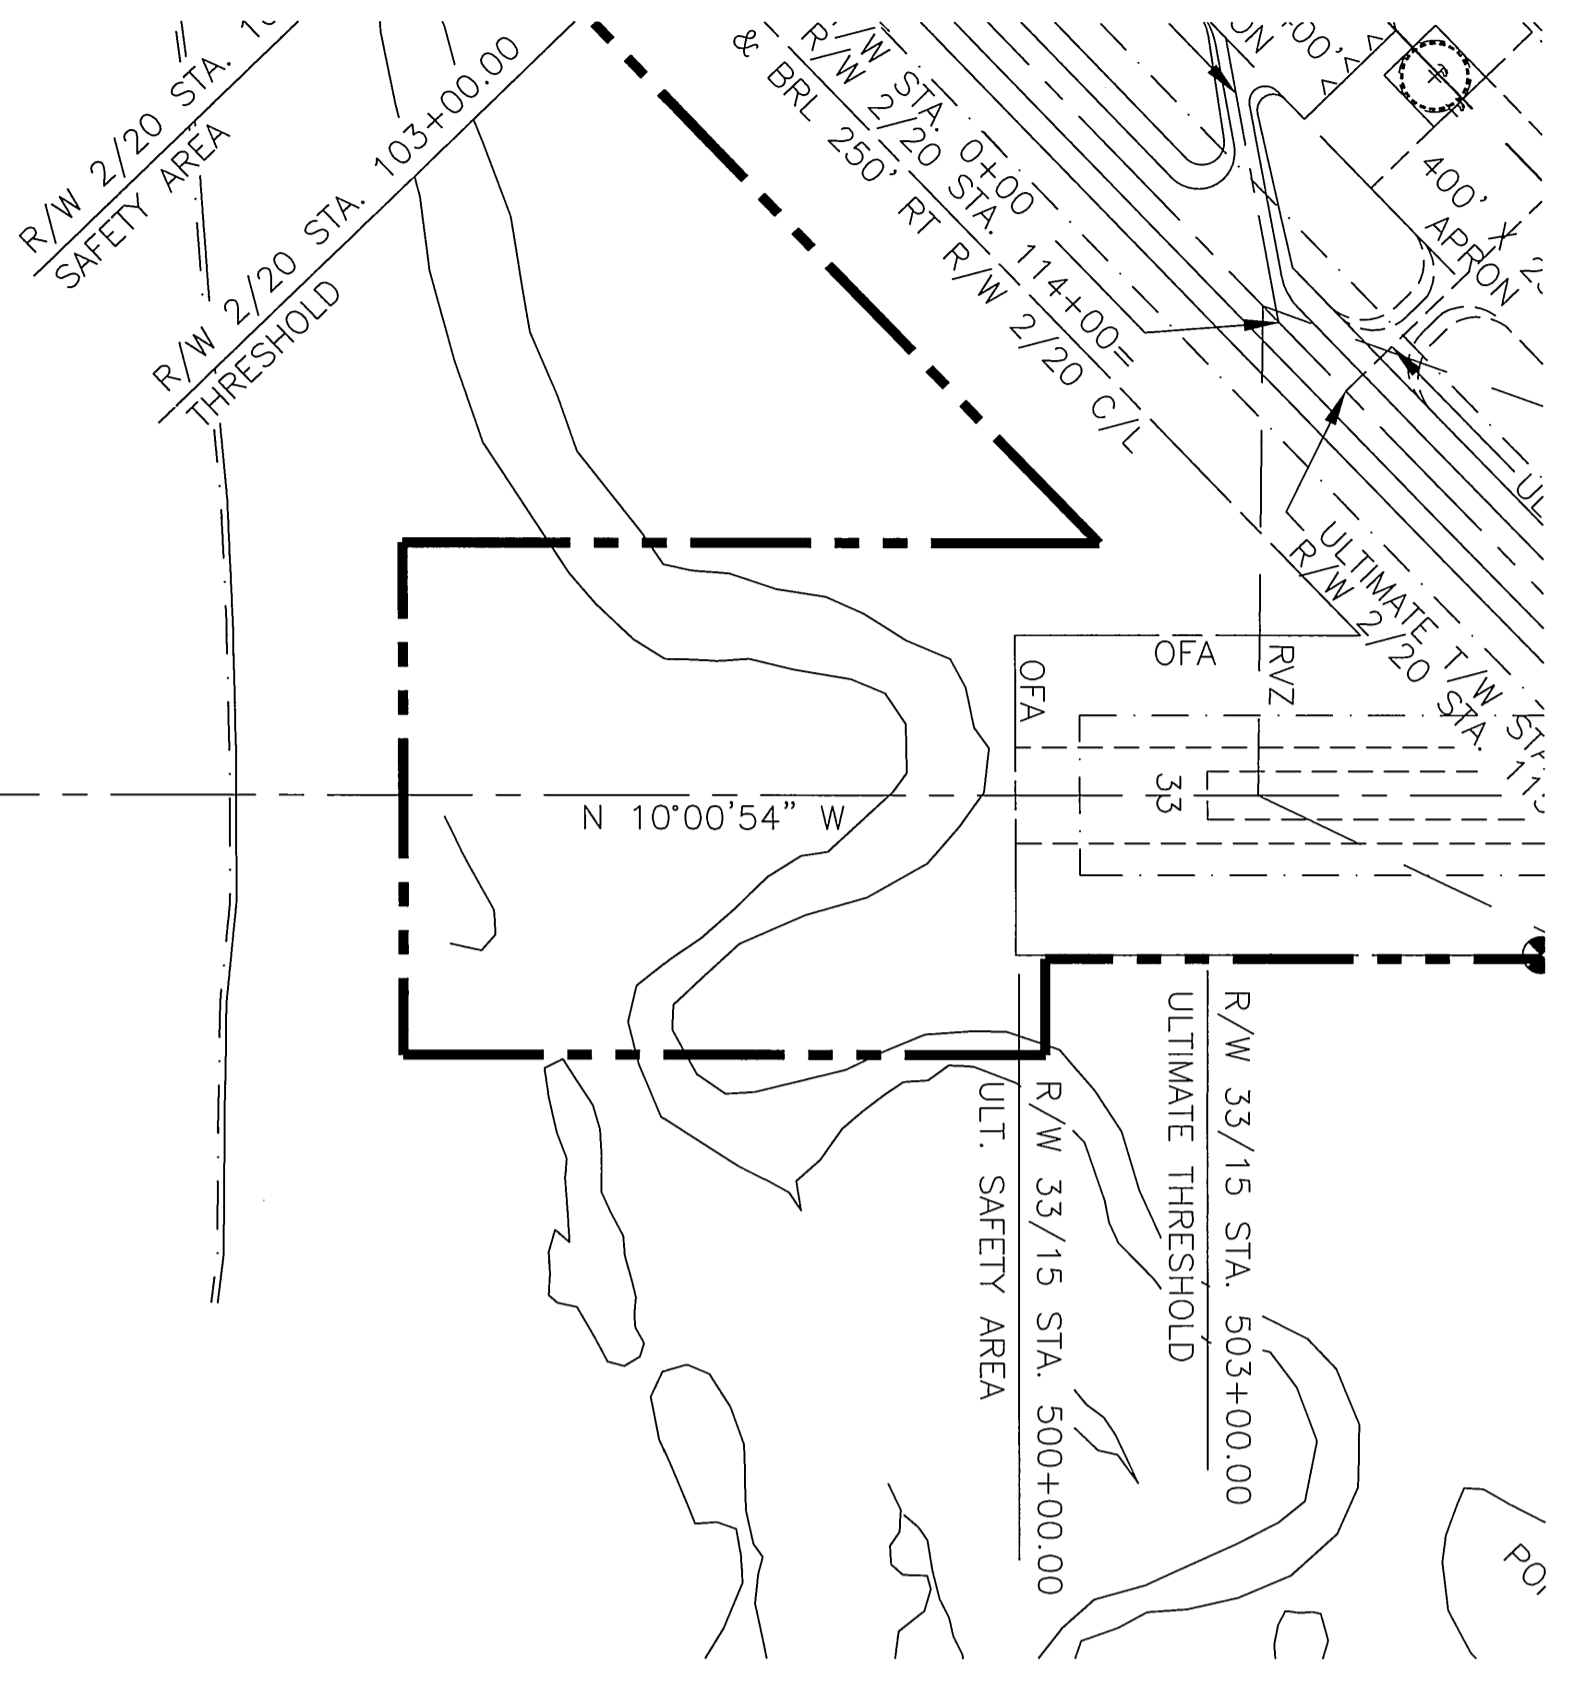 R/W 2/20 STA.
SAFETY AREA
R/W 2/20 STA. 103+00.00
THRESHOLD
T/W STA. 0+00
R/W 2/20 STA. 114+00=
& BRL 250' RT R/W 2/20 C/L
ON
400' X
APRON
ULTIMATE T/W STA.
R/W 2/20 STA.
OFA
OFA
RVZ
33
N 10°00'54" W
R/W 33/15 STA. 503+00.00
ULTIMATE THRESHOLD
R/W 33/15 STA. 500+00.00
ULT. SAFETY AREA